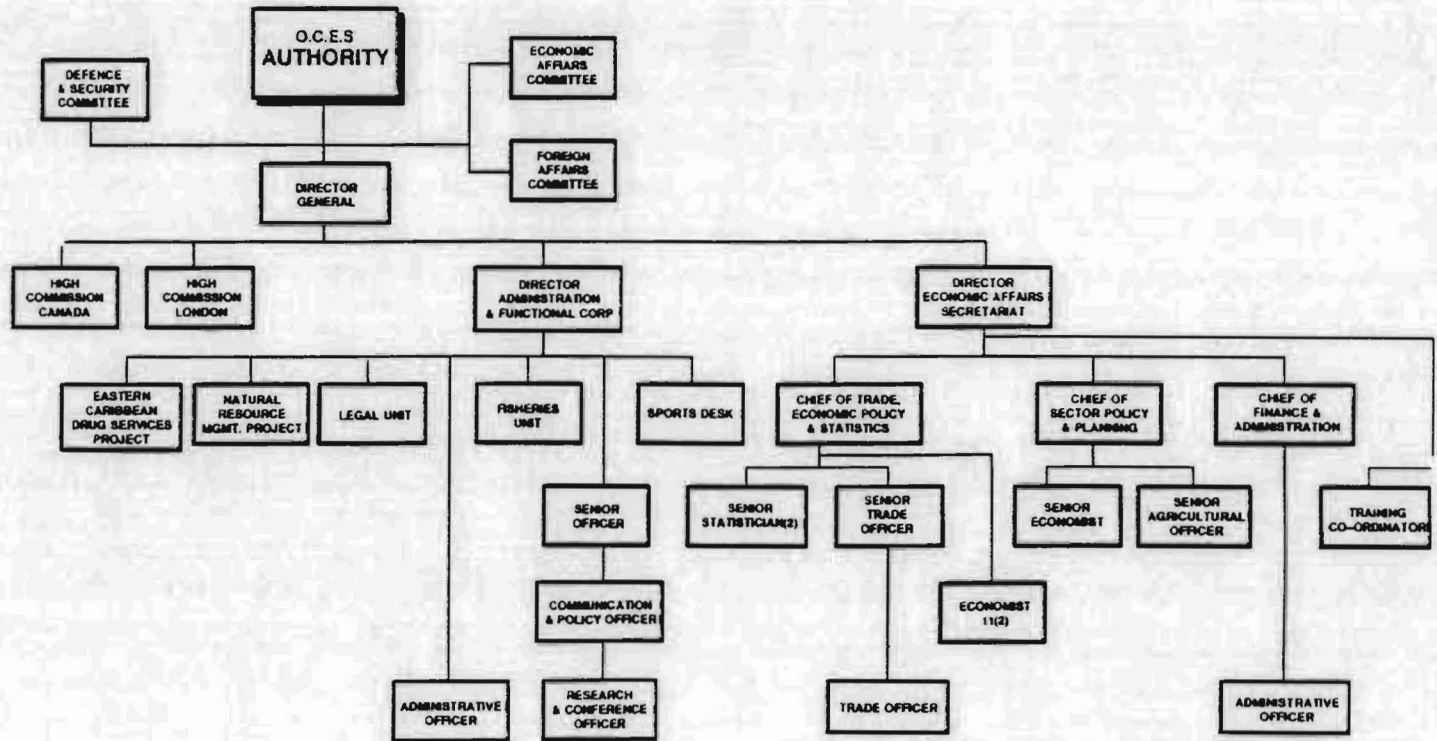 O.C.E.S
AUTHORITY
DEFENCE
& SECURITY
COMMITTEE
ECONOMIC
AFFIARS
COMMITTEE
FOREIGN
AFFAIRS
COMMITTEE
DIRECTOR
GENERAL
HIGH
COMMISSION
CANADA
HIGH
COMMISSION
LONDON
DIRECTOR
ADMINISTRATION
& FUNCTIONAL CORP
DIRECTOR
ECONOMIC AFFAIRS
SECRETARIAT
EASTERN
CARIBBEAN
DRUG SERVICES
PROJECT
NATURAL
RESOURCE
MGMT. PROJECT
LEGAL UNIT
FISHERIES
UNIT
SPORTS DESK
CHIEF OF TRADE,
ECONOMIC POLICY
& STATISTICS
CHIEF OF
SECTOR POLICY
& PLANNING
CHIEF OF
FINANCE &
ADMINISTRATION
SENIOR
OFFICER
SENIOR
STATISTICIAN(2)
SENIOR
TRADE
OFFICER
SENIOR
ECONOMIST
SENIOR
AGRICULTURAL
OFFICER
TRAINING
CO-ORDINATOR
COMMUNICATION
& POLICY OFFICER
ECONOMIST
11(2)
ADMINISTRATIVE
OFFICER
RESEARCH
& CONFERENCE
OFFICER
TRADE OFFICER
ADMINISTRATIVE
OFFICER